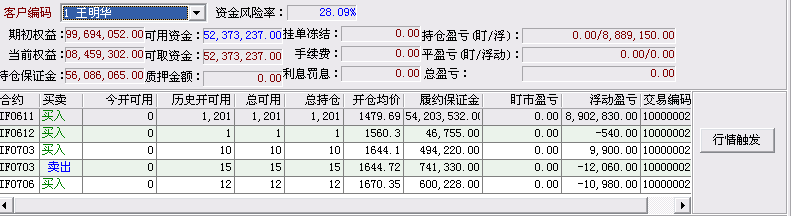 客户编码 1 王明华 资金风险率： 28.09%
期初权益：99,694,052.00 可用资金：52,373,237.00 挂单冻结： 0.00 持仓盈亏(盯/浮)： 0.00/8,889,150.00
当前权益：08,459,302.00 可取资金：52,373,237.00 手续费： 0.00 平盈亏(盯/浮动)： 0.00/0.00
持仓保证金 56,086,065.00 质押金额： 0.00 利息罚息： 0.00 总盈亏： 0.00
合约 买卖 今开可用 历史开可用 总可用 总持仓 开仓均价 履约保证金 盯市盈亏 浮动盈亏 交易编码
IF0611 买入 0 1,201 1,201 1,201 1479.69 54,203,532.00 0.00 8,902,830.00 10000002
IF0612 买入 0 1 1 1 1560.3 46,755.00 0.00 -540.00 10000002
IF0703 买入 0 10 10 10 1644.1 494,220.00 0.00 9,900.00 10000002
IF0703 卖出 0 15 15 15 1644.72 741,330.00 0.00 -12,060.00 10000002
IF0706 买入 0 12 12 12 1670.35 600,228.00 0.00 -10,980.00 10000002
行情触发